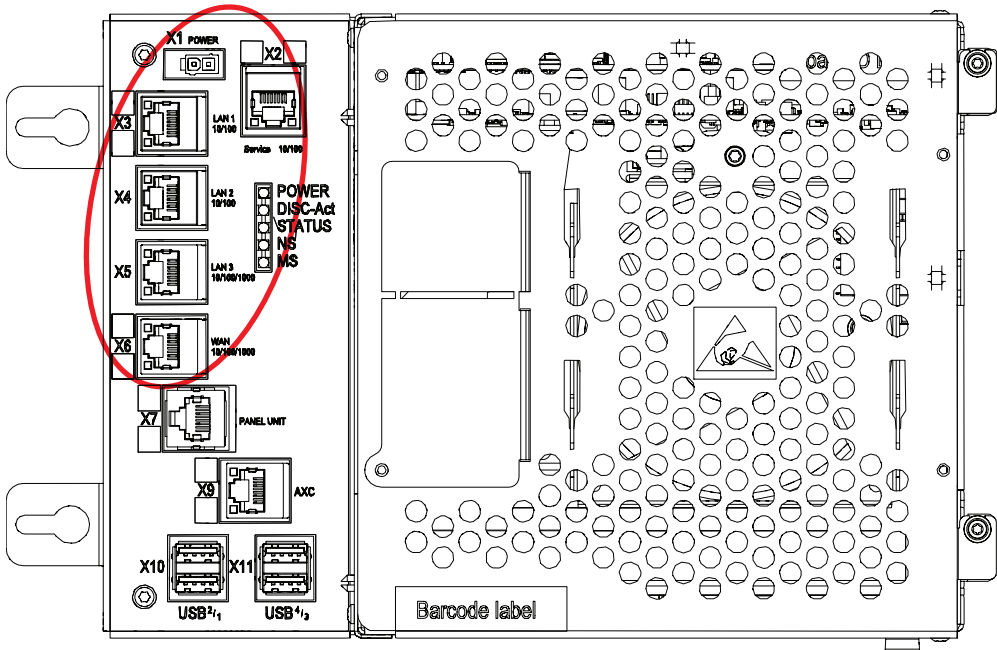 X1 POWER
X2
X3
LAN 1
10/100
Service 10/100
X4
LAN 2
10/100
POWER
DISC-Act
STATUS
NS
MS
X5
LAN 3
10/100/1000
X6
WAN
10/100/1000
X7
PANEL UNIT
X9
AXC
X10
X11
USB²/₁
USB⁴/₃
Barcode label